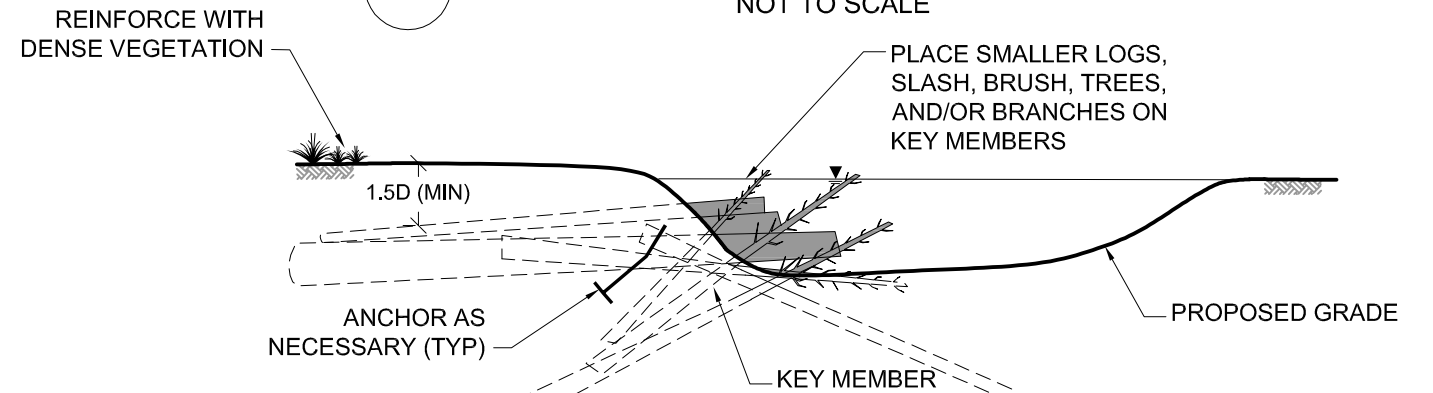 NOT TO SCALE
REINFORCE WITH
DENSE VEGETATION
PLACE SMALLER LOGS,
SLASH, BRUSH, TREES,
AND/OR BRANCHES ON
KEY MEMBERS
1.5D (MIN)
ANCHOR AS
NECESSARY (TYP)
KEY MEMBER
PROPOSED GRADE